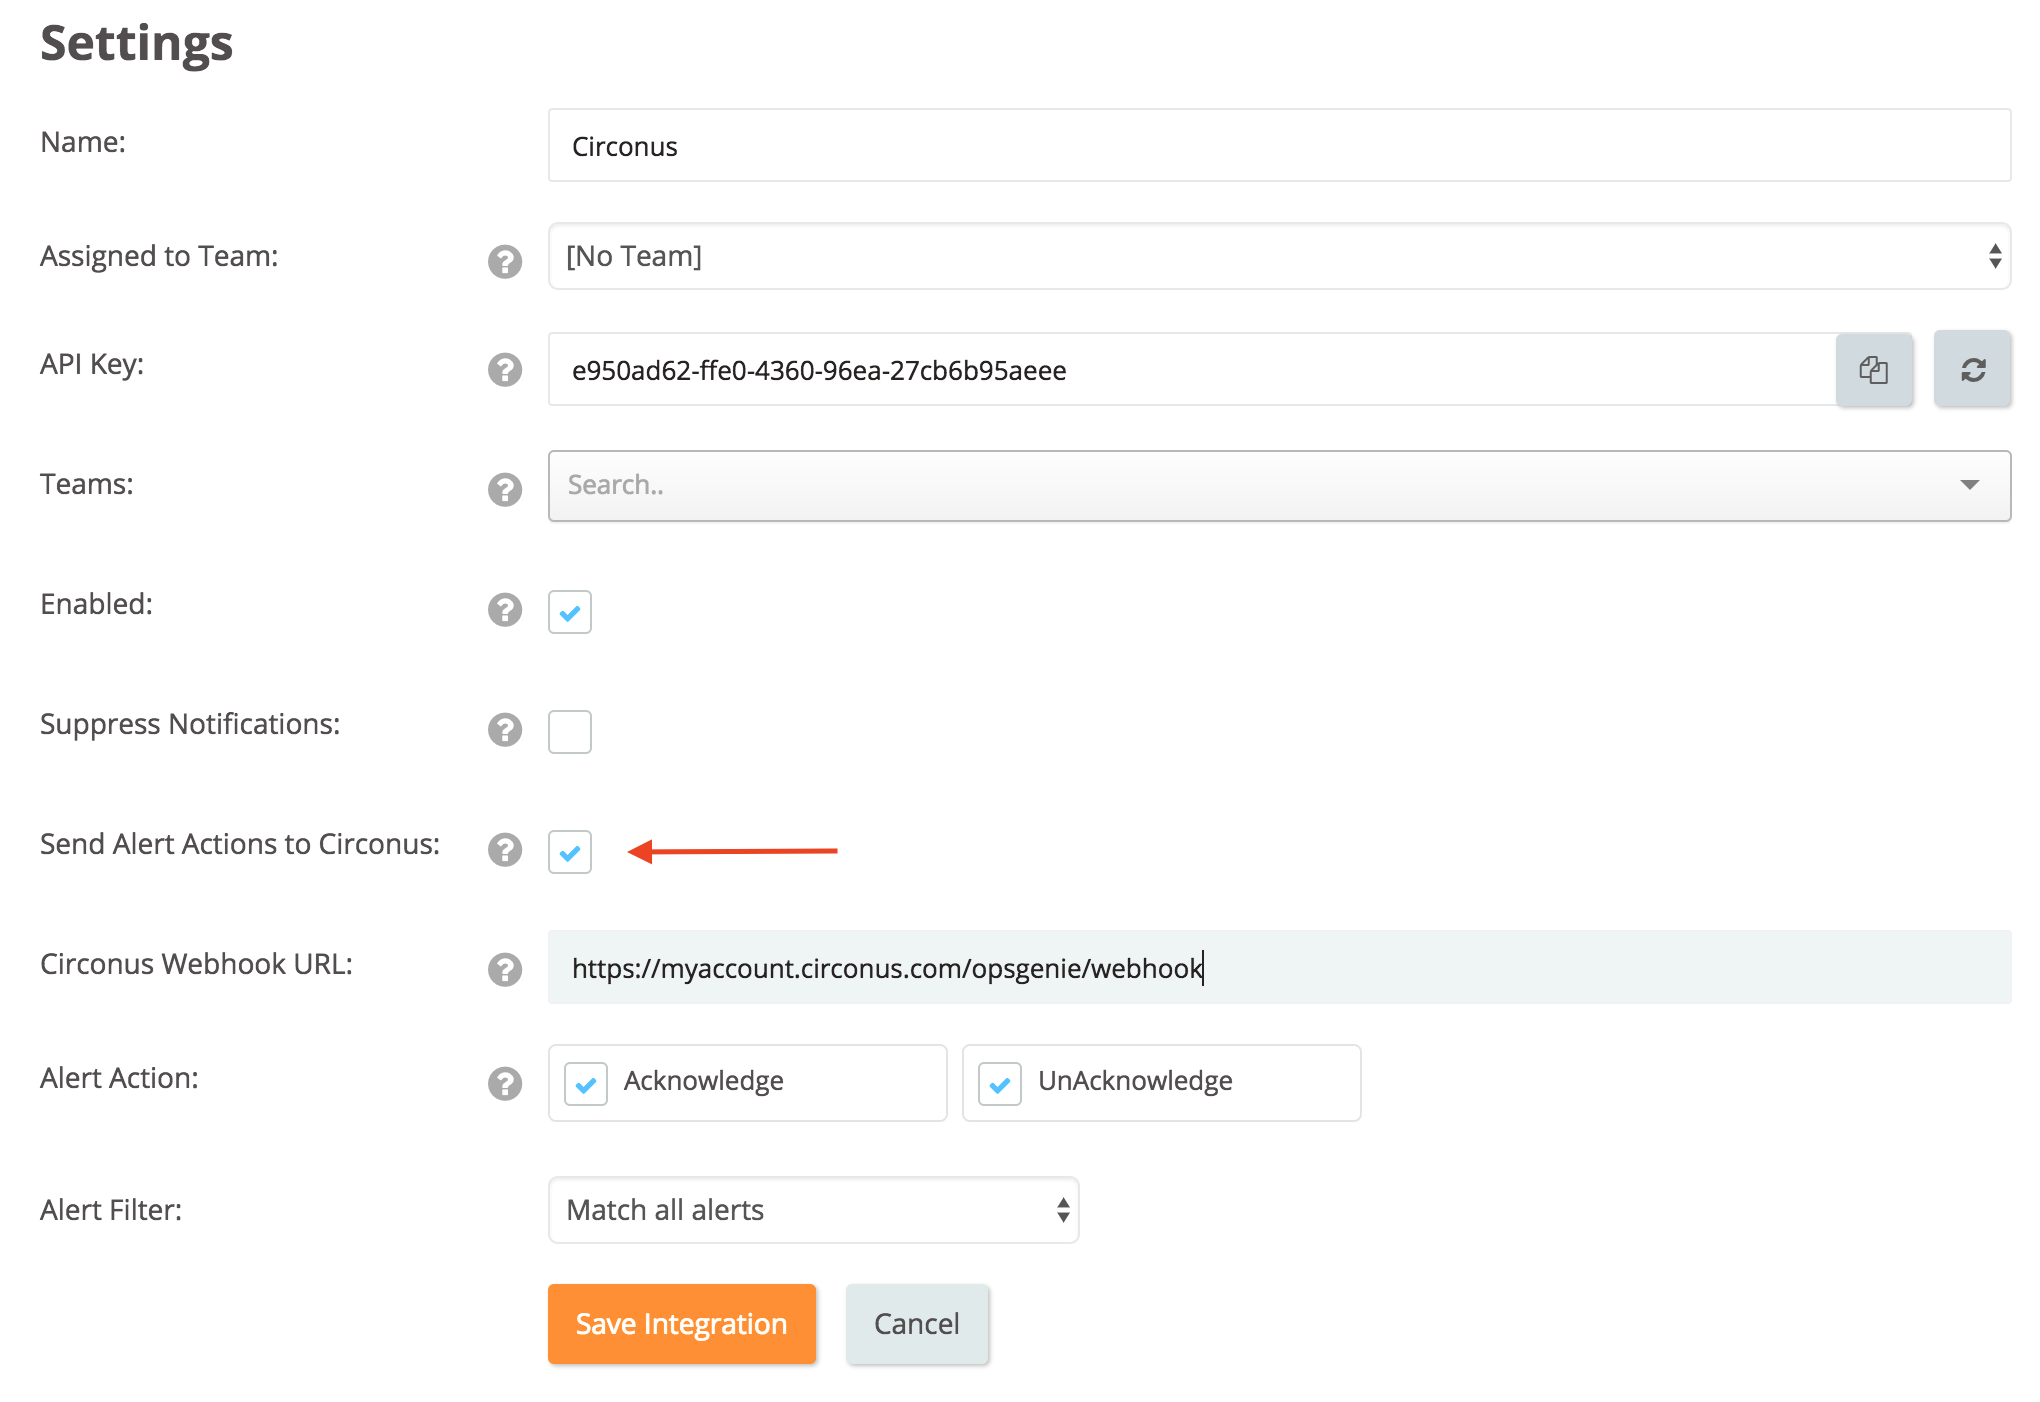 Settings
Name:
Circonus
Assigned to Team:
[No Team]
API Key:
e950ad62-ffe0-4360-96ea-27cb6b95aeee
Teams:
Search..
Enabled:
Suppress Notifications:
Send Alert Actions to Circonus:
Circonus Webhook URL:
https://myaccount.circonus.com/opsgenie/webhook
Alert Action:
Acknowledge
UnAcknowledge
Alert Filter:
Match all alerts
Save Integration
Cancel